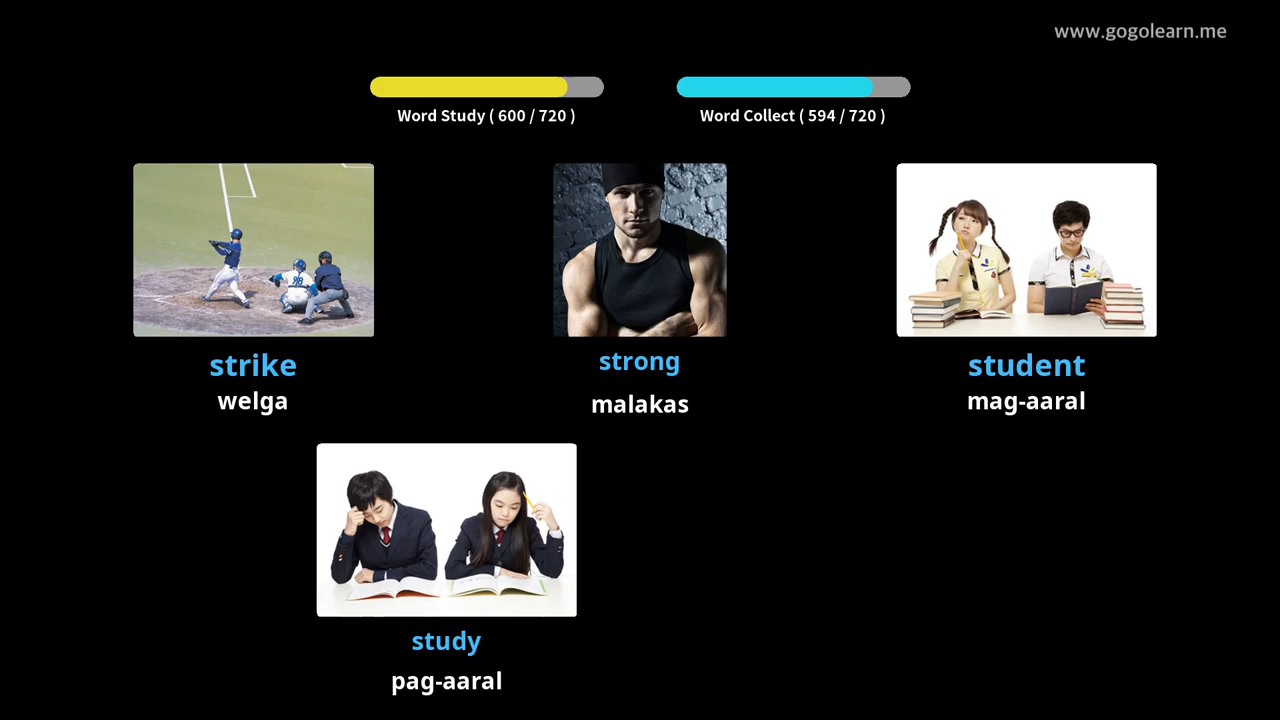 www.gogolearn.me
Word Study ( 600 / 720 )
Word Collect ( 594 / 720 )
strike
welga
strong
malakas
student
mag-aaral
study
pag-aaral